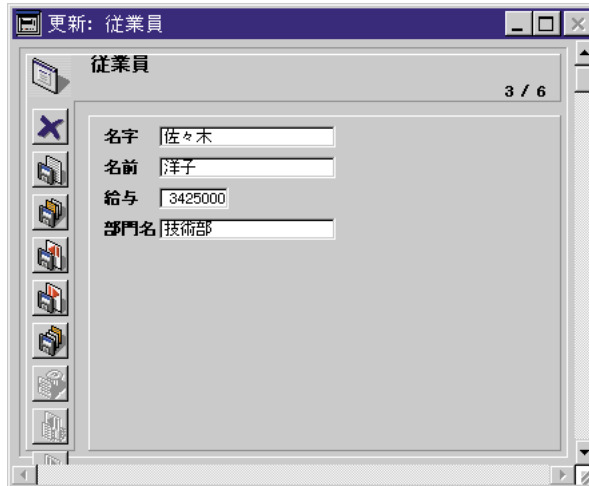 更新: 従業員
従業員
3 / 6
名字 佐々木
名前 洋子
給与 3425000
部門名 技術部